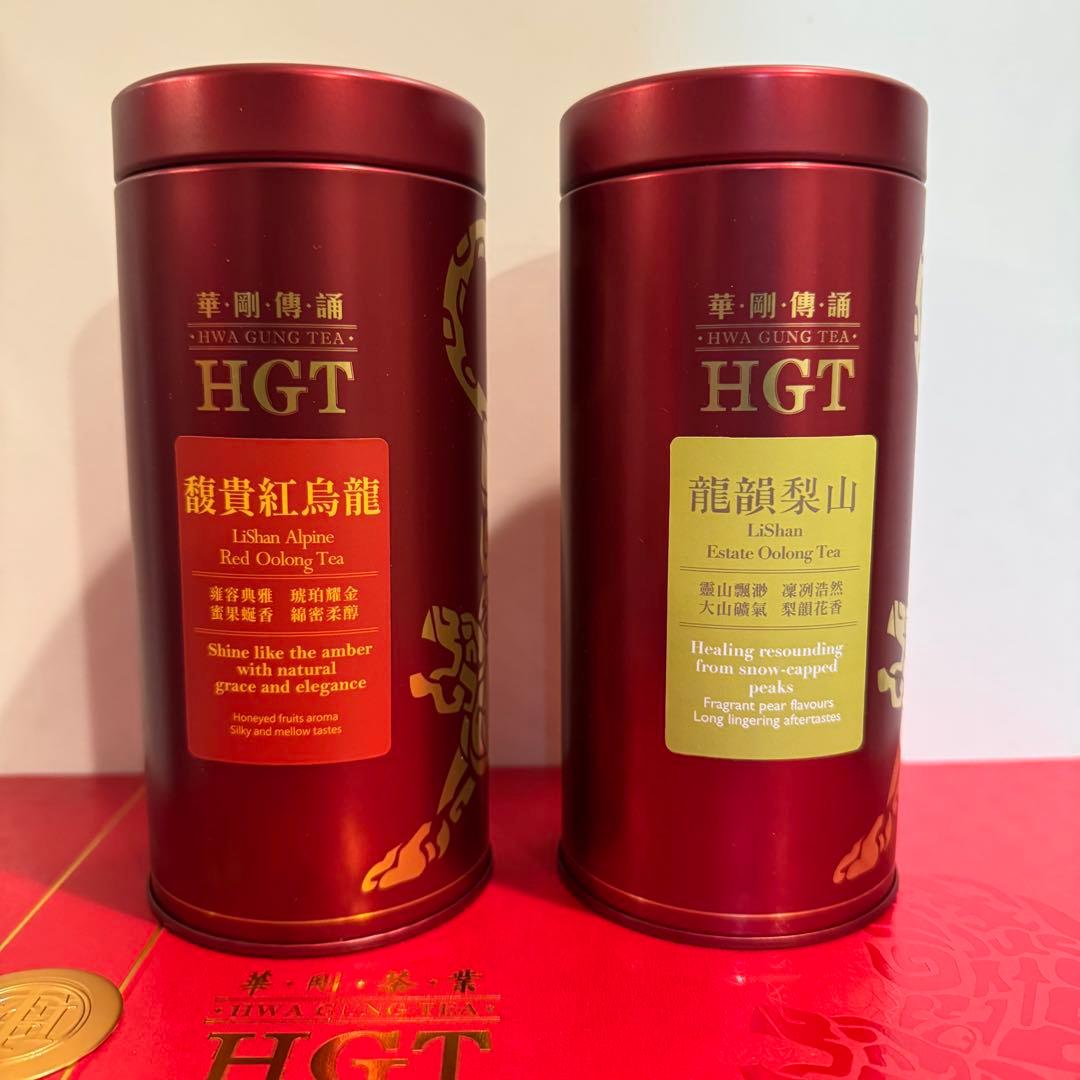 華·剛·傳·誦
·HWA GUNG TEA·
HGT
馥貴紅烏龍
LiShan Alpine
Red Oolong Tea
雍容典雅 琥珀耀金
蜜果蜒香 綿密柔醇
Shine like the amber
with natural
grace and elegance
Honeyed fruits aroma
Silky and mellow tastes
華·剛·傳·誦
·HWA GUNG TEA·
HGT
龍韻梨山
LiShan
Estate Oolong Tea
靈山飄渺 凜冽浩然
大山礦氣 梨韻花香
Healing resounding
from snow-capped
peaks
Fragrant pear flavours
Long lingering aftertastes
華·剛·茶·業
·HWA GUNG TEA·
HGT